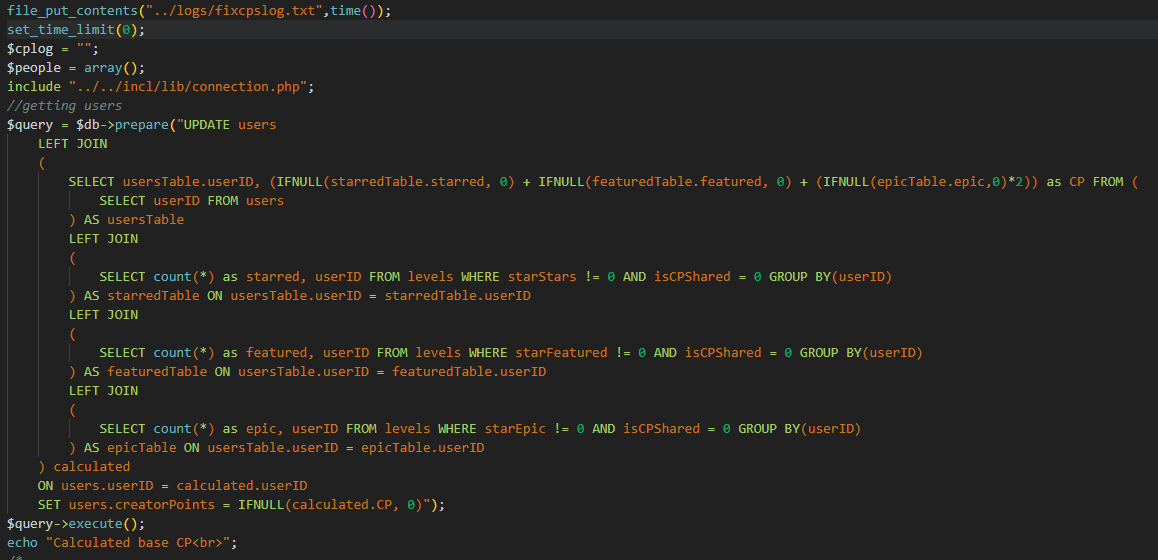 file_put_contents("../logs/fixcpslog.txt",time());
set_time_limit(0);
$cplog = "";
$people = array();
include "../../incl/lib/connection.php";
//getting users
$query = $db->prepare("UPDATE users
LEFT JOIN
(
SELECT usersTable.userID, (IFNULL(starredTable.starred, 0) + IFNULL(featuredTable.featured, 0) + (IFNULL(epicTable.epic,0)*2)) as CP FROM (
SELECT userID FROM users
) AS usersTable
LEFT JOIN
(
SELECT count(*) as starred, userID FROM levels WHERE starStars != 0 AND isCPShared = 0 GROUP BY(userID)
) AS starredTable ON usersTable.userID = starredTable.userID
LEFT JOIN
(
SELECT count(*) as featured, userID FROM levels WHERE starFeatured != 0 AND isCPShared = 0 GROUP BY(userID)
) AS featuredTable ON usersTable.userID = featuredTable.userID
LEFT JOIN
(
SELECT count(*) as epic, userID FROM levels WHERE starEpic != 0 AND isCPShared = 0 GROUP BY(userID)
) AS epicTable ON usersTable.userID = epicTable.userID
) calculated
ON users.userID = calculated.userID
SET users.creatorPoints = IFNULL(calculated.CP, 0)");
$query->execute();
echo "Calculated base CP<br>";
/*